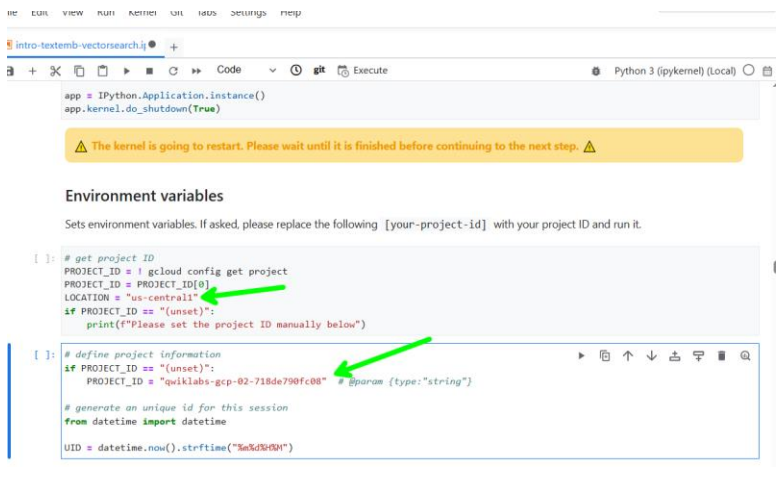 File Edit View Run Kernel Git Tabs Settings Help
intro-textemb-vectorsearch.ij
Code git Execute Python 3 (ipykernel) (Local)
app = IPython.Application.instance()
app.kernel.do_shutdown(True)
⚠ The kernel is going to restart. Please wait until it is finished before continuing to the next step. ⚠
Environment variables
Sets environment variables. If asked, please replace the following [your-project-id] with your project ID and run it.
[ ]: # get project ID
PROJECT_ID = ! gcloud config get project
PROJECT_ID = PROJECT_ID[0]
LOCATION = "us-central1"
if PROJECT_ID == "(unset)":
    print(f"Please set the project ID manually below")
[ ]: # define project information
if PROJECT_ID == "(unset)":
    PROJECT_ID = "qwiklabs-gcp-02-718de790fc08" # @param {type:"string"}
# generate an unique id for this session
from datetime import datetime
UID = datetime.now().strftime("%m%d%H%M")